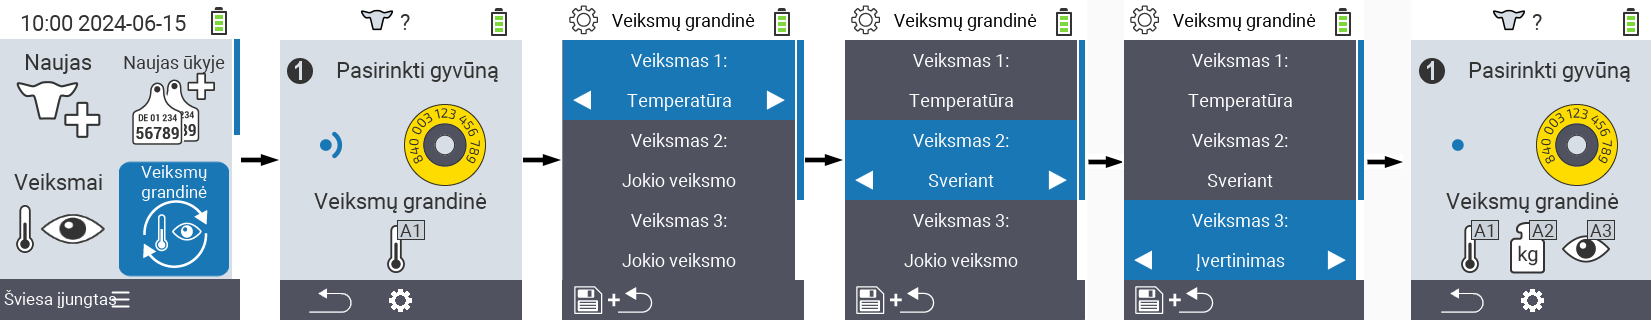 10:00 2024-06-15
Naujas
Naujas ūkyje
DE 01 234
56789
234
39
Veiksmai
Veiksmų
grandinė
Šviesa įjungtas
?
1 Pasirinkti gyvūną
840 003 123 456 789
Veiksmų grandinė
A1
Veiksmų grandinė
Veiksmas 1:
Temperatūra
Veiksmas 2:
Jokio veiksmo
Veiksmas 3:
Jokio veiksmo
+
Veiksmų grandinė
Veiksmas 1:
Temperatūra
Veiksmas 2:
Sveriant
Veiksmas 3:
Jokio veiksmo
+
Veiksmų grandinė
Veiksmas 1:
Temperatūra
Veiksmas 2:
Sveriant
Veiksmas 3:
Įvertinimas
+
?
1 Pasirinkti gyvūną
840 003 123 456 789
Veiksmų grandinė
A1 A2 A3
kg